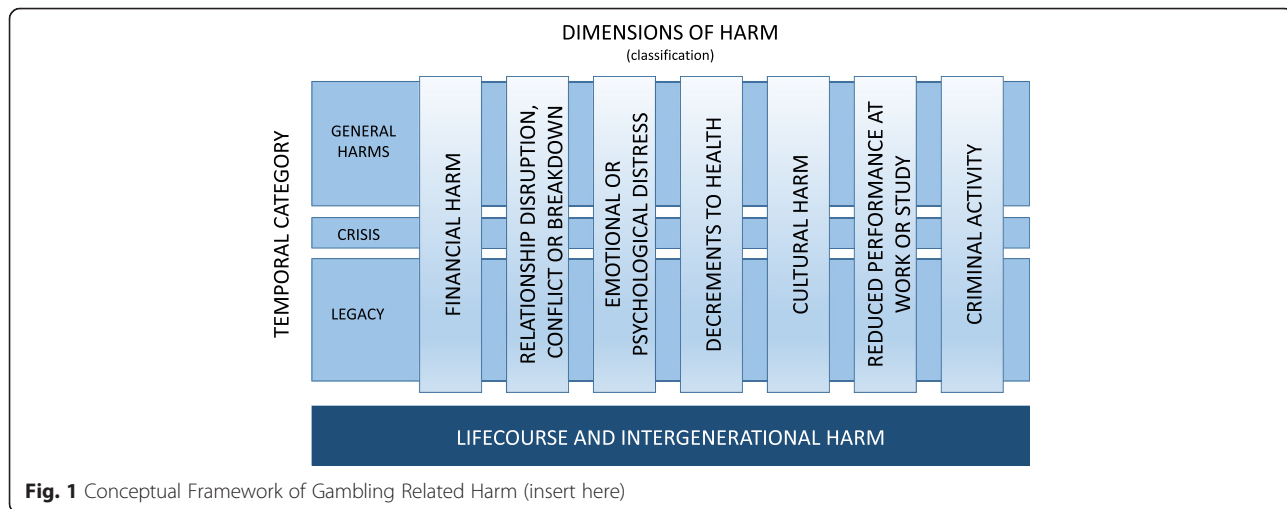 DIMENSIONS OF HARM
(classification)
TEMPORAL CATEGORY
GENERAL
HARMS
CRISIS
LEGACY
FINANCIAL HARM
RELATIONSHIP DISRUPTION,
CONFLICT OR BREAKDOWN
EMOTIONAL OR
PSYCHOLOGICAL DISTRESS
DECREMENTS TO HEALTH
CULTURAL HARM
REDUCED PERFORMANCE AT
WORK OR STUDY
CRIMINAL ACTIVITY
LIFECOURSE AND INTERGENERATIONAL HARM
Fig. 1 Conceptual Framework of Gambling Related Harm (insert here)